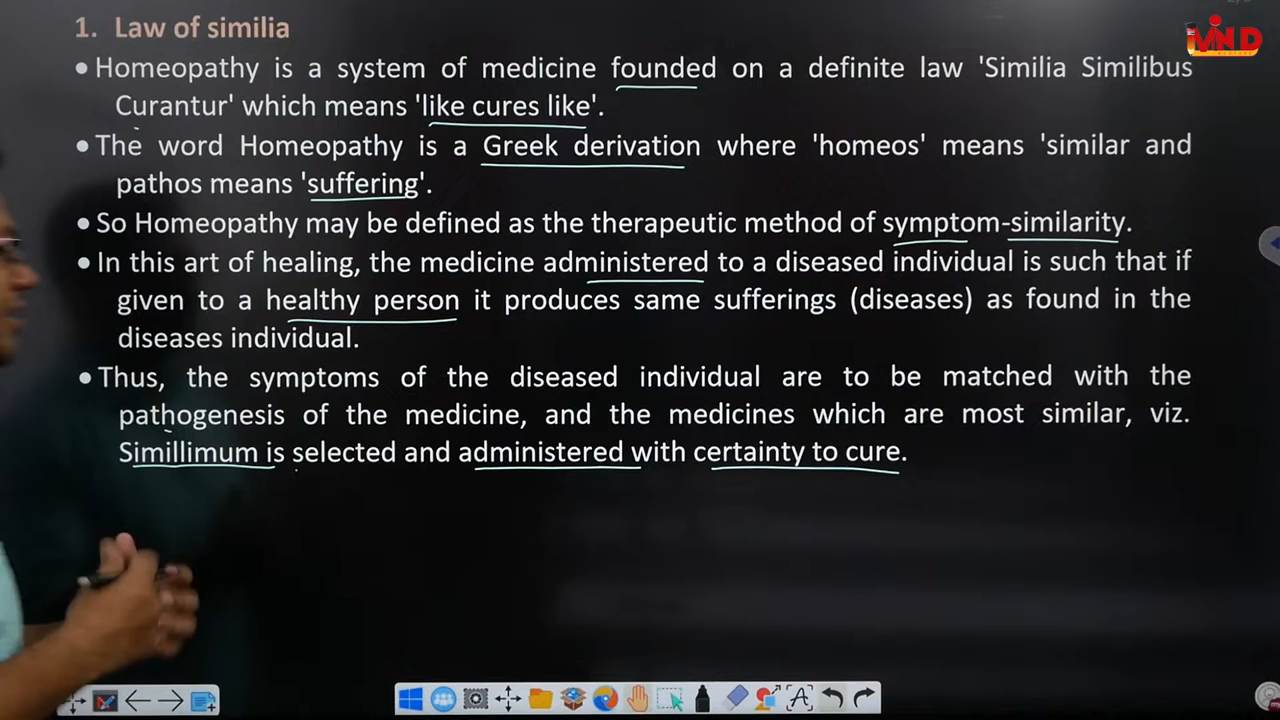 1. Law of similia
• Homeopathy is a system of medicine founded on a definite law 'Similia Similibus
Curantur' which means 'like cures like'.
• The word Homeopathy is a Greek derivation where 'homeos' means 'similar and
pathos means 'suffering'.
• So Homeopathy may be defined as the therapeutic method of symptom-similarity.
• In this art of healing, the medicine administered to a diseased individual is such that if
given to a healthy person it produces same sufferings (diseases) as found in the
diseases individual.
• Thus, the symptoms of the diseased individual are to be matched with the
pathogenesis of the medicine, and the medicines which are most similar, viz.
Simillimum is selected and administered with certainty to cure.